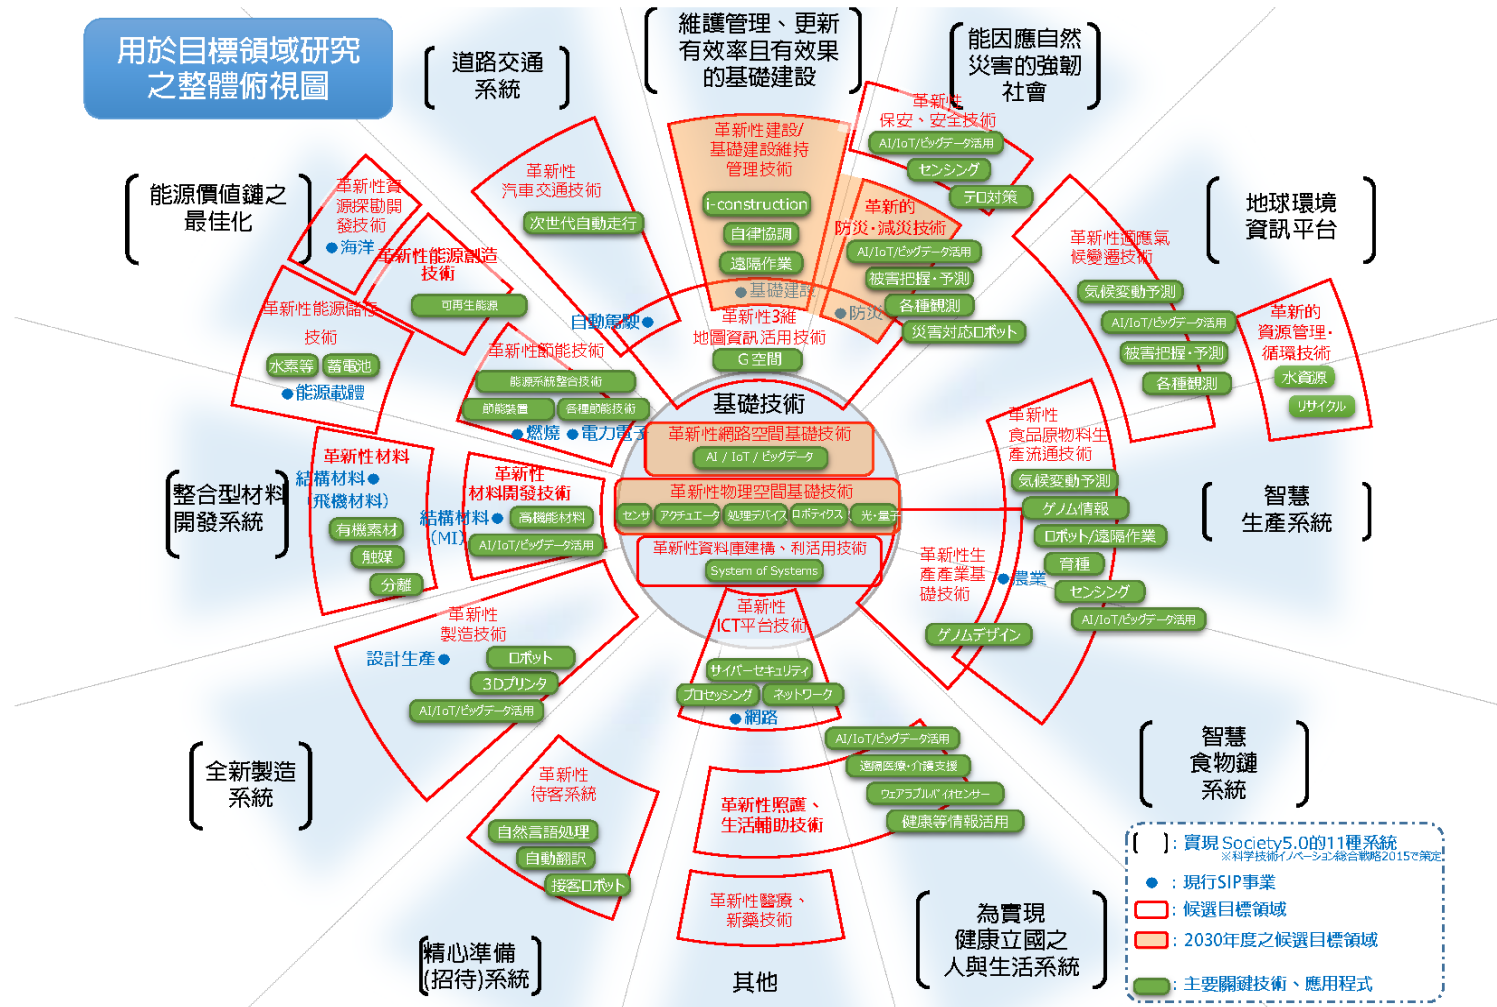 用於目標領域研究
之整體俯視圖
道路交通
系統
維護管理、更新
有效率且有效果
的基礎建設
能因應自然
災害的強韌
社會
能源價值鏈之
最佳化
地球環境
資訊平台
革新性
汽車交通技術
次世代自動走行
自動駕駛
革新性建設/
基礎建設維持
管理技術
i-construction
自律協調
遠隔作業
基礎建設
革新性3維
地圖資訊活用技術
G空間
革新性
保安、安全技術
AI/IoT/ビッグデータ活用
センシング
テロ対策
革新的
防災・減災技術
AI/IoT/ビッグデータ活用
被害把握・予測
各種観測
災害対応ロボット
防災
革新性資
源探勘開
發技術
海洋
革新性能源創造
技術
可再生能源
革新性能源儲存
技術
水素等
蓄電池
能源載體
革新性節能技術
能源系統整合技術
節能裝置
各種節能技術
燃燒
電力電子
革新性適應氣
候變遷技術
気候変動予測
AI/IoT/ビッグデータ活用
被害把握・予測
各種観測
革新的
資源管理・
循環技術
水資源
リサイクル
基礎技術
革新性網路空間基礎技術
AI / IoT / ビッグデータ
革新性物理空間基礎技術
センサ
アクチュエータ
処理デバイス
ロボティクス
光・量子
革新性資料庫建構、利活用技術
System of Systems
革新性
ICT平台技術
サイバーセキュリティ
プロセッシング
ネットワーク
網路
整合型材料
開發系統
革新性材料
結構材料
(飛機材料)
有機素材
触媒
分離
革新性
材料開發技術
結構材料
(MI)
高機能材料
AI/IoT/ビッグデータ活用
革新性
食品原物料生
產流通技術
気候変動予測
ゲノム情報
ロボット/遠隔作業
育種
センシング
AI/IoT/ビッグデータ活用
革新性生
產產業基
礎技術
農業
ゲノムデザイン
智慧
生產系統
革新性
製造技術
設計生產
ロボット
3Dプリンタ
AI/IoT/ビッグデータ活用
全新製造
系統
革新性
待客系統
自然言語処理
自動翻訳
接客ロボット
精心準備
(招待)系統
革新性照護、
生活輔助技術
AI/IoT/ビッグデータ活用
遠隔医療・介護支援
ウェアラブルバイオセンサー
健康等情報活用
革新性醫療、
新藥技術
其他
為實現
健康立國之
人與生活系統
智慧
食物鏈
系統
：實現 Society5.0的11種系統
※科学技術イノベーション総合戦略2015で策定
：現行SIP事業
：候選目標領域
：2030年度之候選目標領域
：主要關鍵技術、應用程式